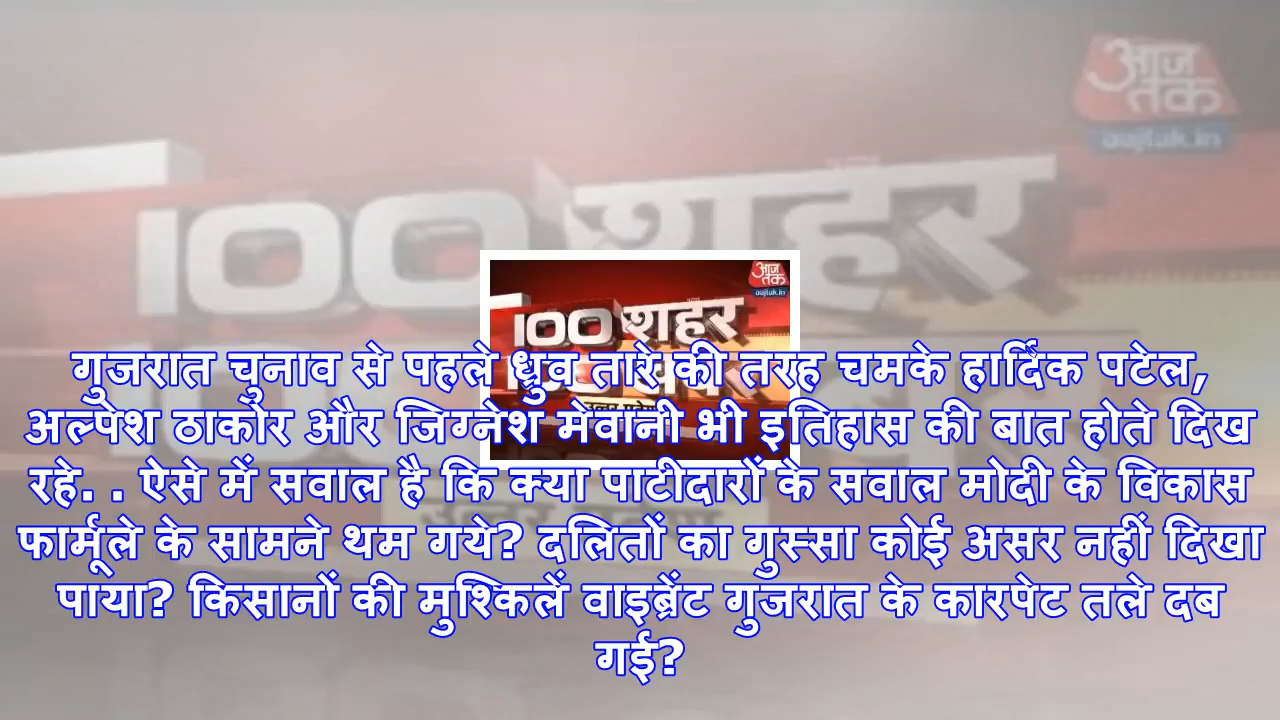 आज
तक
aajtak.in
100 शहर
आज
तक
aajtak.in
100 शहर
गुजरात चुनाव से पहले ध्रुव तारे की तरह चमके हार्दिक पटेल,
अल्पेश ठाकोर और जिग्नेश मेवानी भी इतिहास की बात होते दिख
रहे. . ऐसे में सवाल है कि क्या पाटीदारों के सवाल मोदी के विकास
फार्मूले के सामने थम गये? दलितों का गुस्सा कोई असर नहीं दिखा
पाया? किसानों की मुश्किलें वाइब्रेंट गुजरात के कारपेट तले दब
गई?